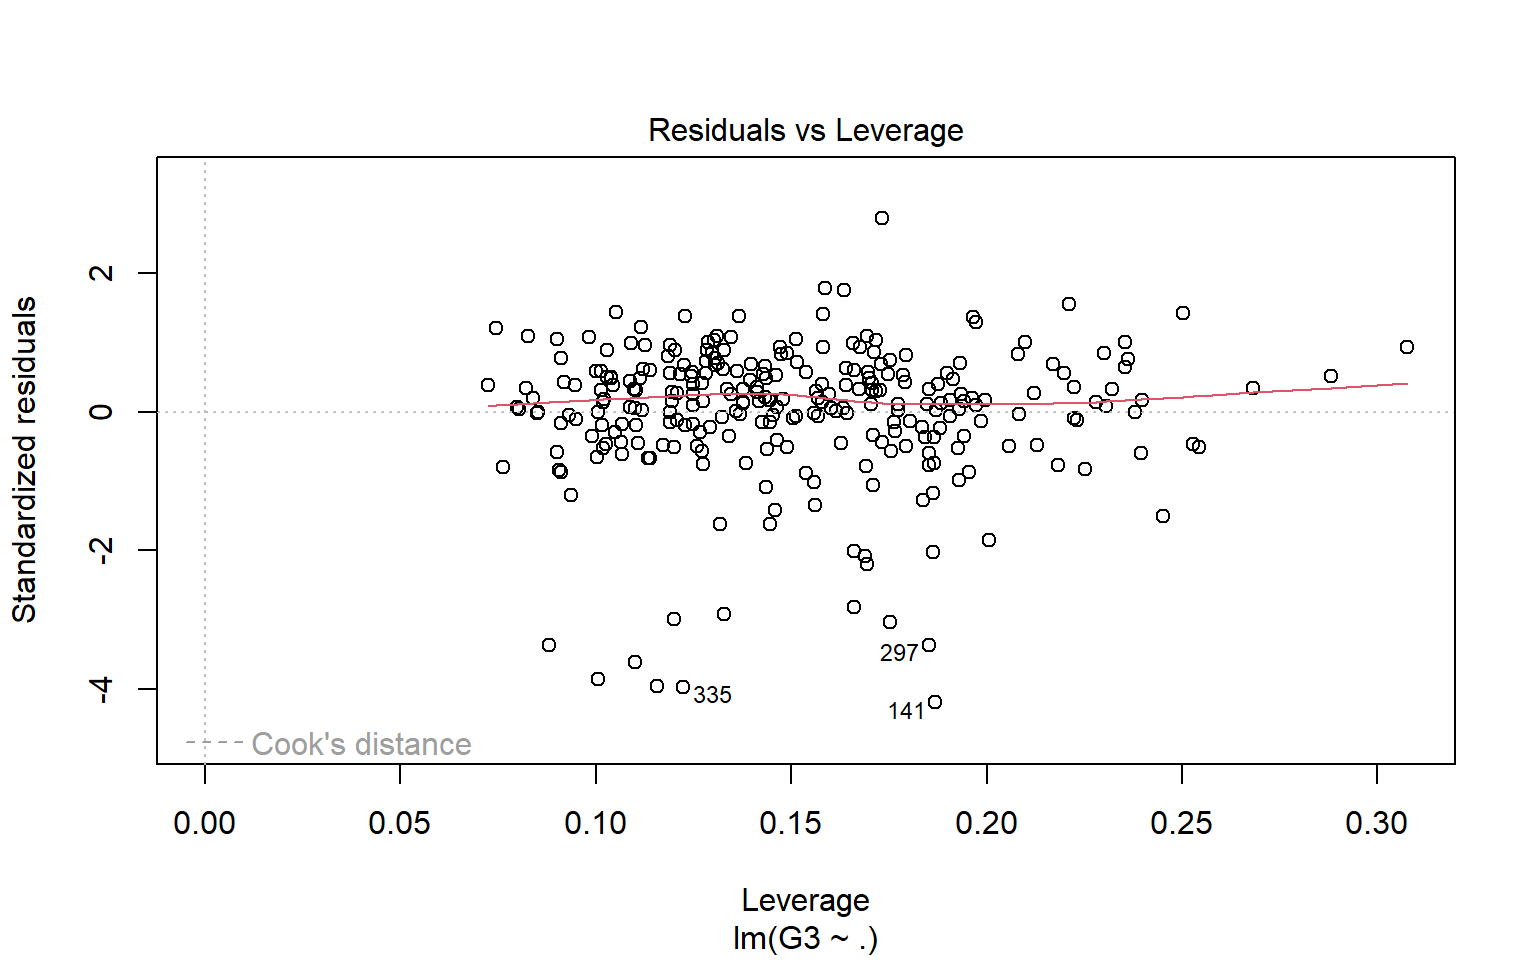 Residuals vs Leverage
Standardized residuals
2
0
-2
-4
297
335
141
Cook's distance
0.00 0.05 0.10 0.15 0.20 0.25 0.30
Leverage
lm(G3 ~ .)